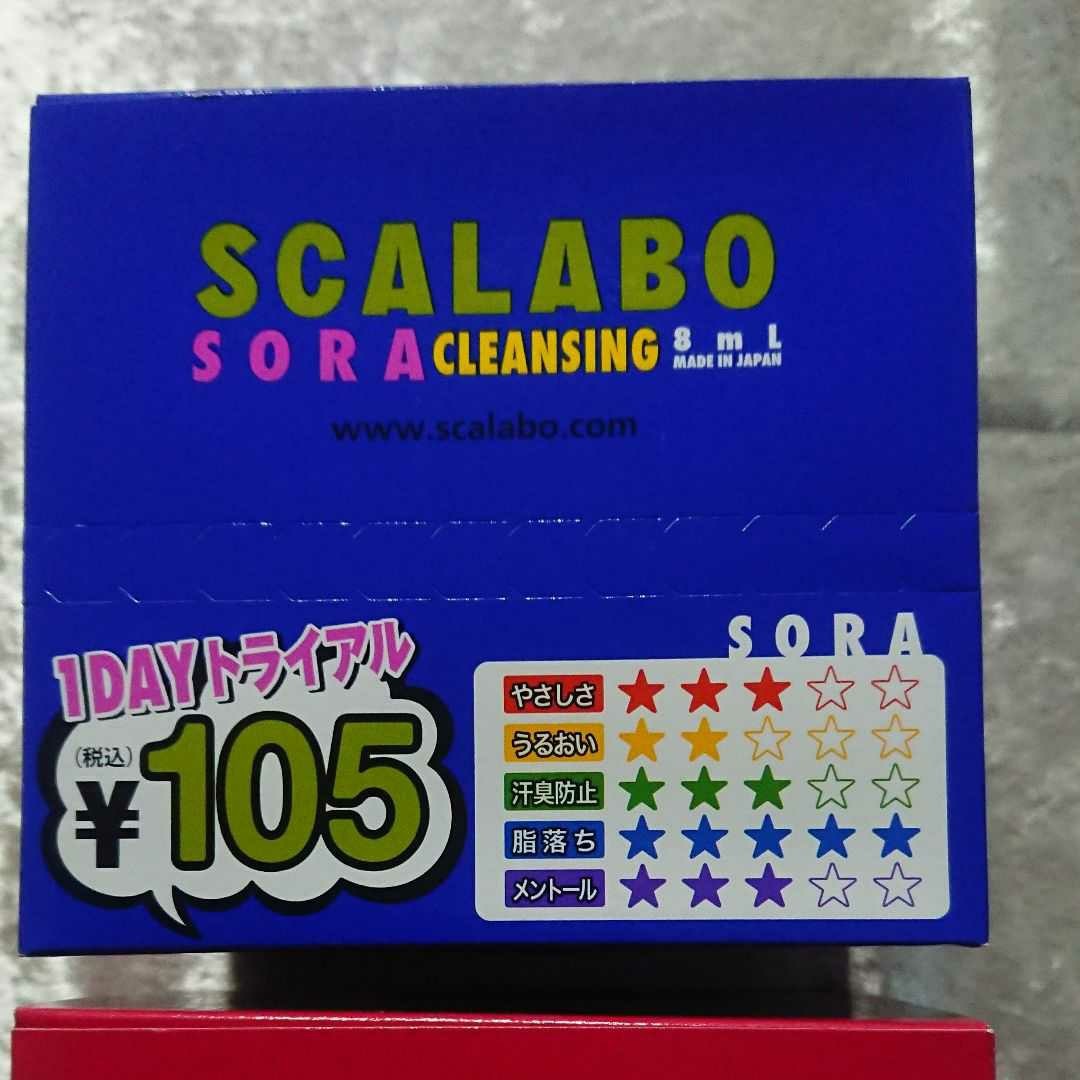 SCALABO
SORA CLEANSING 8 mL
MADE IN JAPAN
www.scalabo.com
1DAYトライアル
(税込)
¥105
SORA
やさしさ ★★★☆☆
うるおい ★★☆☆☆
汗臭防止 ★★★☆☆
脂落ち ★★★★★
メントール ★★★☆☆